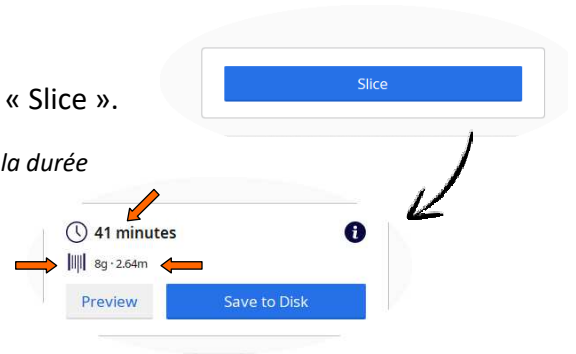 Slice
« Slice ».
la durée
41 minutes
8g · 2.64m
Preview
Save to Disk